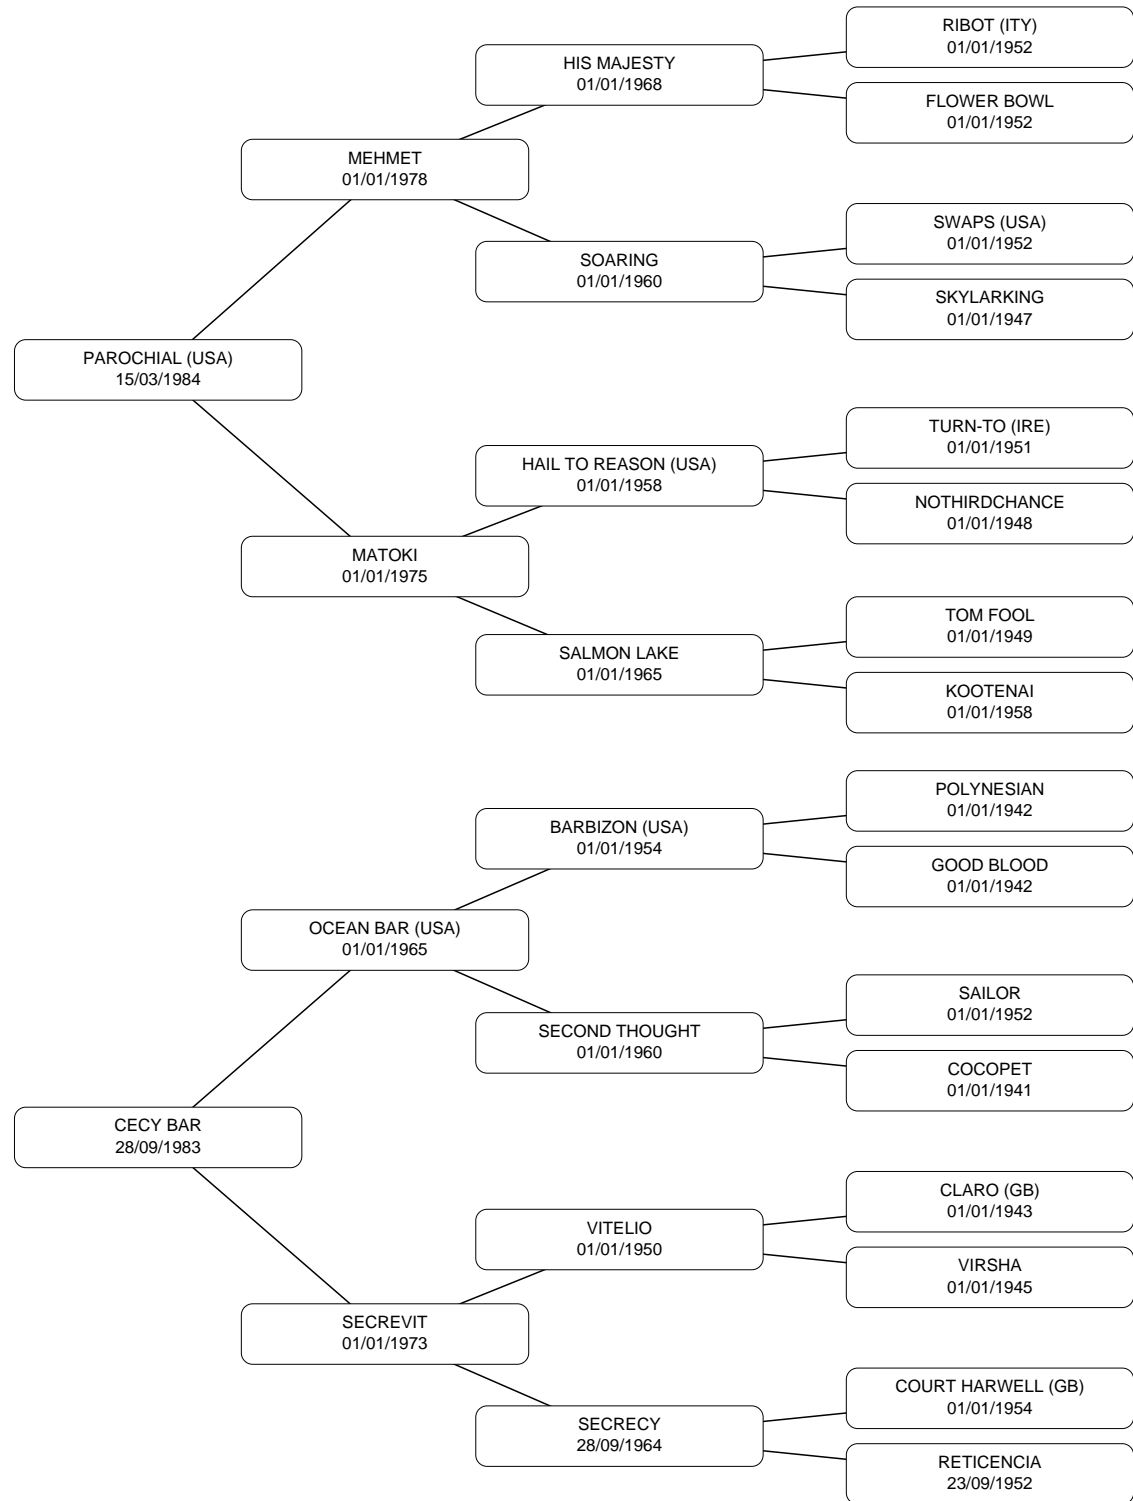 RIBOT (ITY)
01/01/1952
HIS MAJESTY
01/01/1968
FLOWER BOWL
01/01/1952
MEHMET
01/01/1978
SWAPS (USA)
01/01/1952
SOARING
01/01/1960
SKYLARKING
01/01/1947
PAROCHIAL (USA)
15/03/1984
TURN-TO (IRE)
01/01/1951
HAIL TO REASON (USA)
01/01/1958
NOTHIRDCHANCE
01/01/1948
MATOKI
01/01/1975
TOM FOOL
01/01/1949
SALMON LAKE
01/01/1965
KOOTENAI
01/01/1958
POLYNESIAN
01/01/1942
BARBIZON (USA)
01/01/1954
GOOD BLOOD
01/01/1942
OCEAN BAR (USA)
01/01/1965
SAILOR
01/01/1952
SECOND THOUGHT
01/01/1960
COCOPET
01/01/1941
CECY BAR
28/09/1983
CLARO (GB)
01/01/1943
VITELIO
01/01/1950
VIRSHA
01/01/1945
SECREVIT
01/01/1973
COURT HARWELL (GB)
01/01/1954
SECRECY
28/09/1964
RETICENCIA
23/09/1952